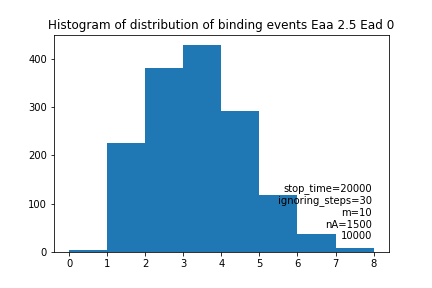 Histogram of distribution of binding events Eaa 2.5 Ead 0
400
300
200
100
0
stop_time=20000
ignoring_steps=30
m=10
nA=1500
10000
0 1 2 3 4 5 6 7 8